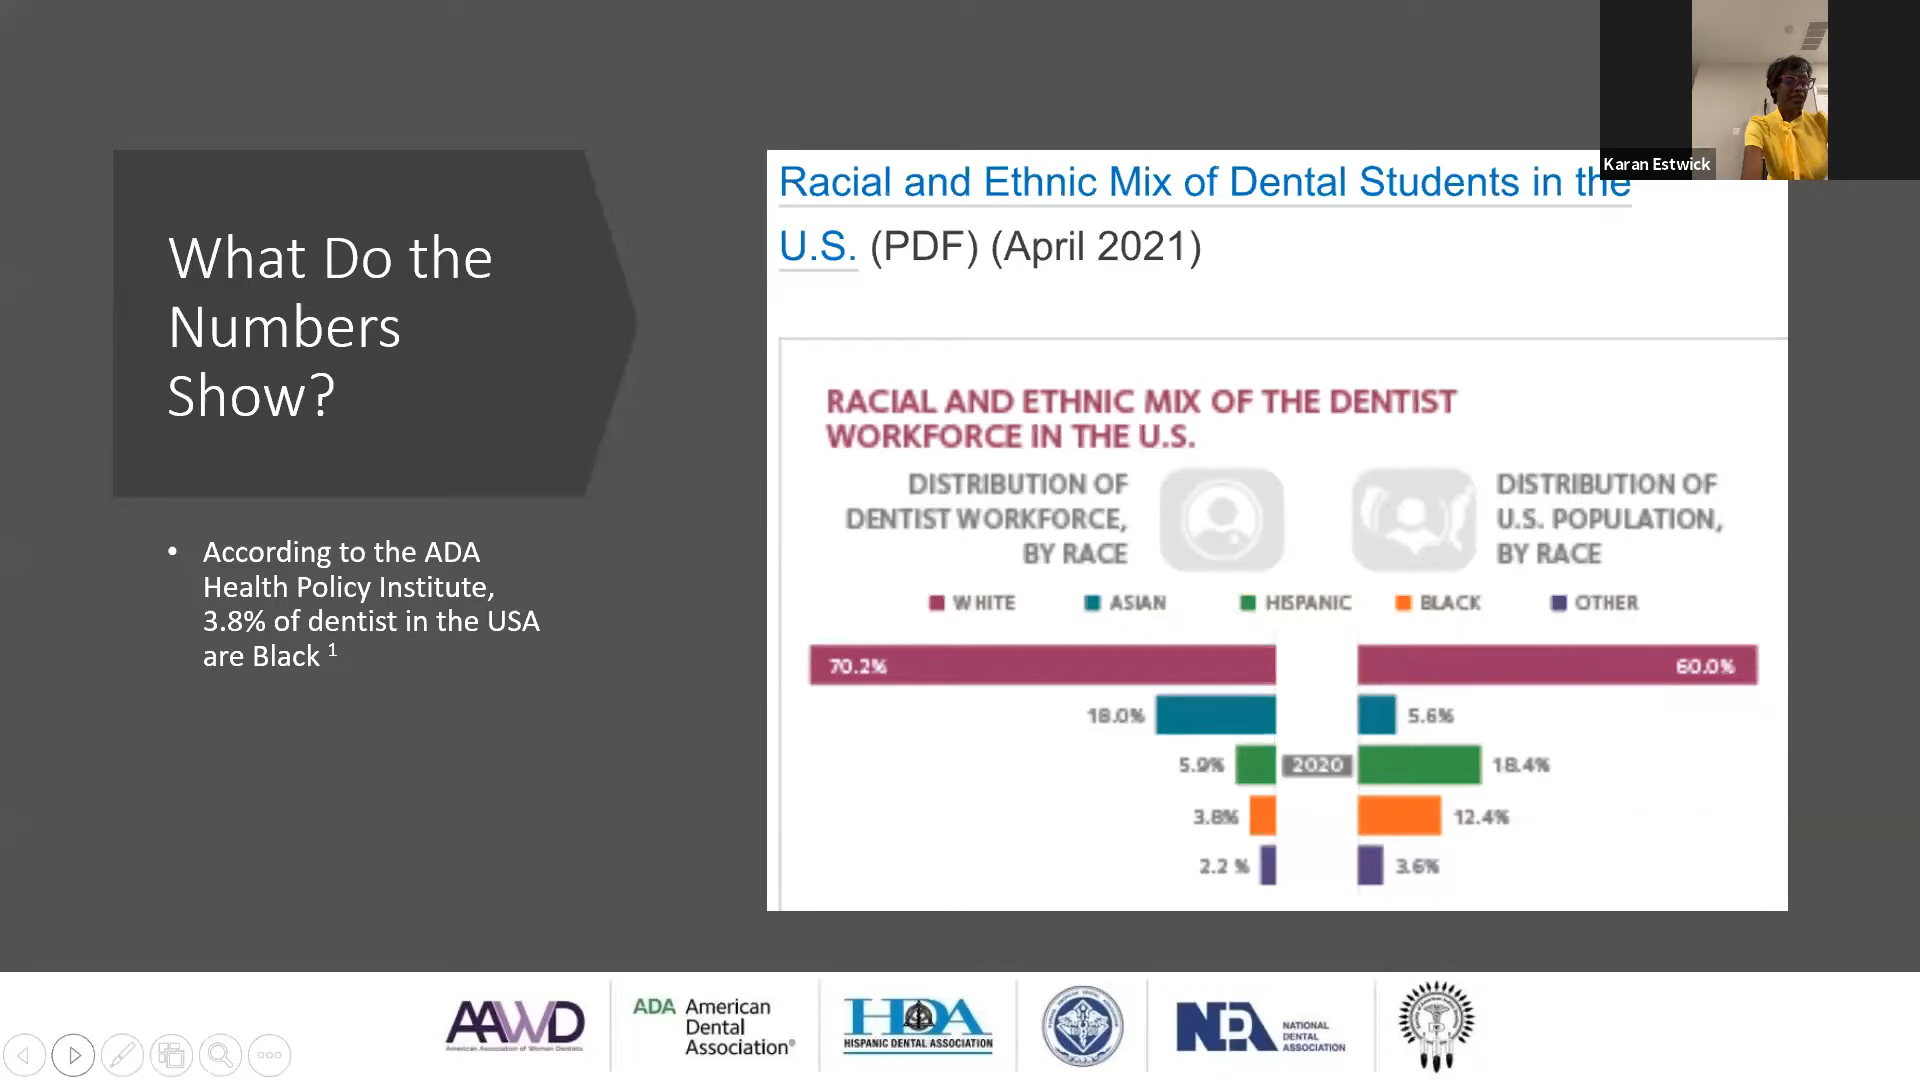 Karan Estwick
What Do the
Numbers
Show?
• According to the ADA
Health Policy Institute,
3.8% of dentist in the USA
are Black 1
Racial and Ethnic Mix of Dental Students in the
U.S. (PDF) (April 2021)
RACIAL AND ETHNIC MIX OF THE DENTIST
WORKFORCE IN THE U.S.
DISTRIBUTION OF
DENTIST WORKFORCE,
BY RACE
DISTRIBUTION OF
U.S. POPULATION,
BY RACE
WHITE ASIAN HISPANIC BLACK OTHER
70.2% 60.0%
18.0% 5.6%
5.9% 2020 18.4%
3.8% 12.4%
2.2 % 3.6%
AAWD
American Association of Women Dentists
ADA American
Dental
Association®
HDA
HISPANIC DENTAL ASSOCIATION
NDA
NATIONAL
DENTAL
ASSOCIATION